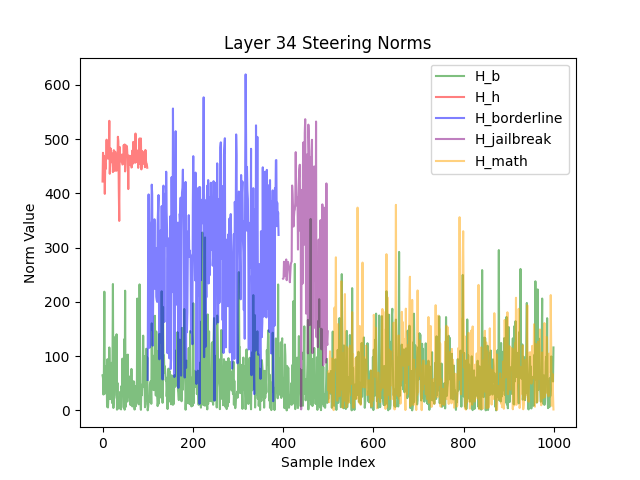 Layer 34 Steering Norms
H_b
H_h
H_borderline
H_jailbreak
H_math
Norm Value
600
500
400
300
200
100
0
0 200 400 600 800 1000
Sample Index